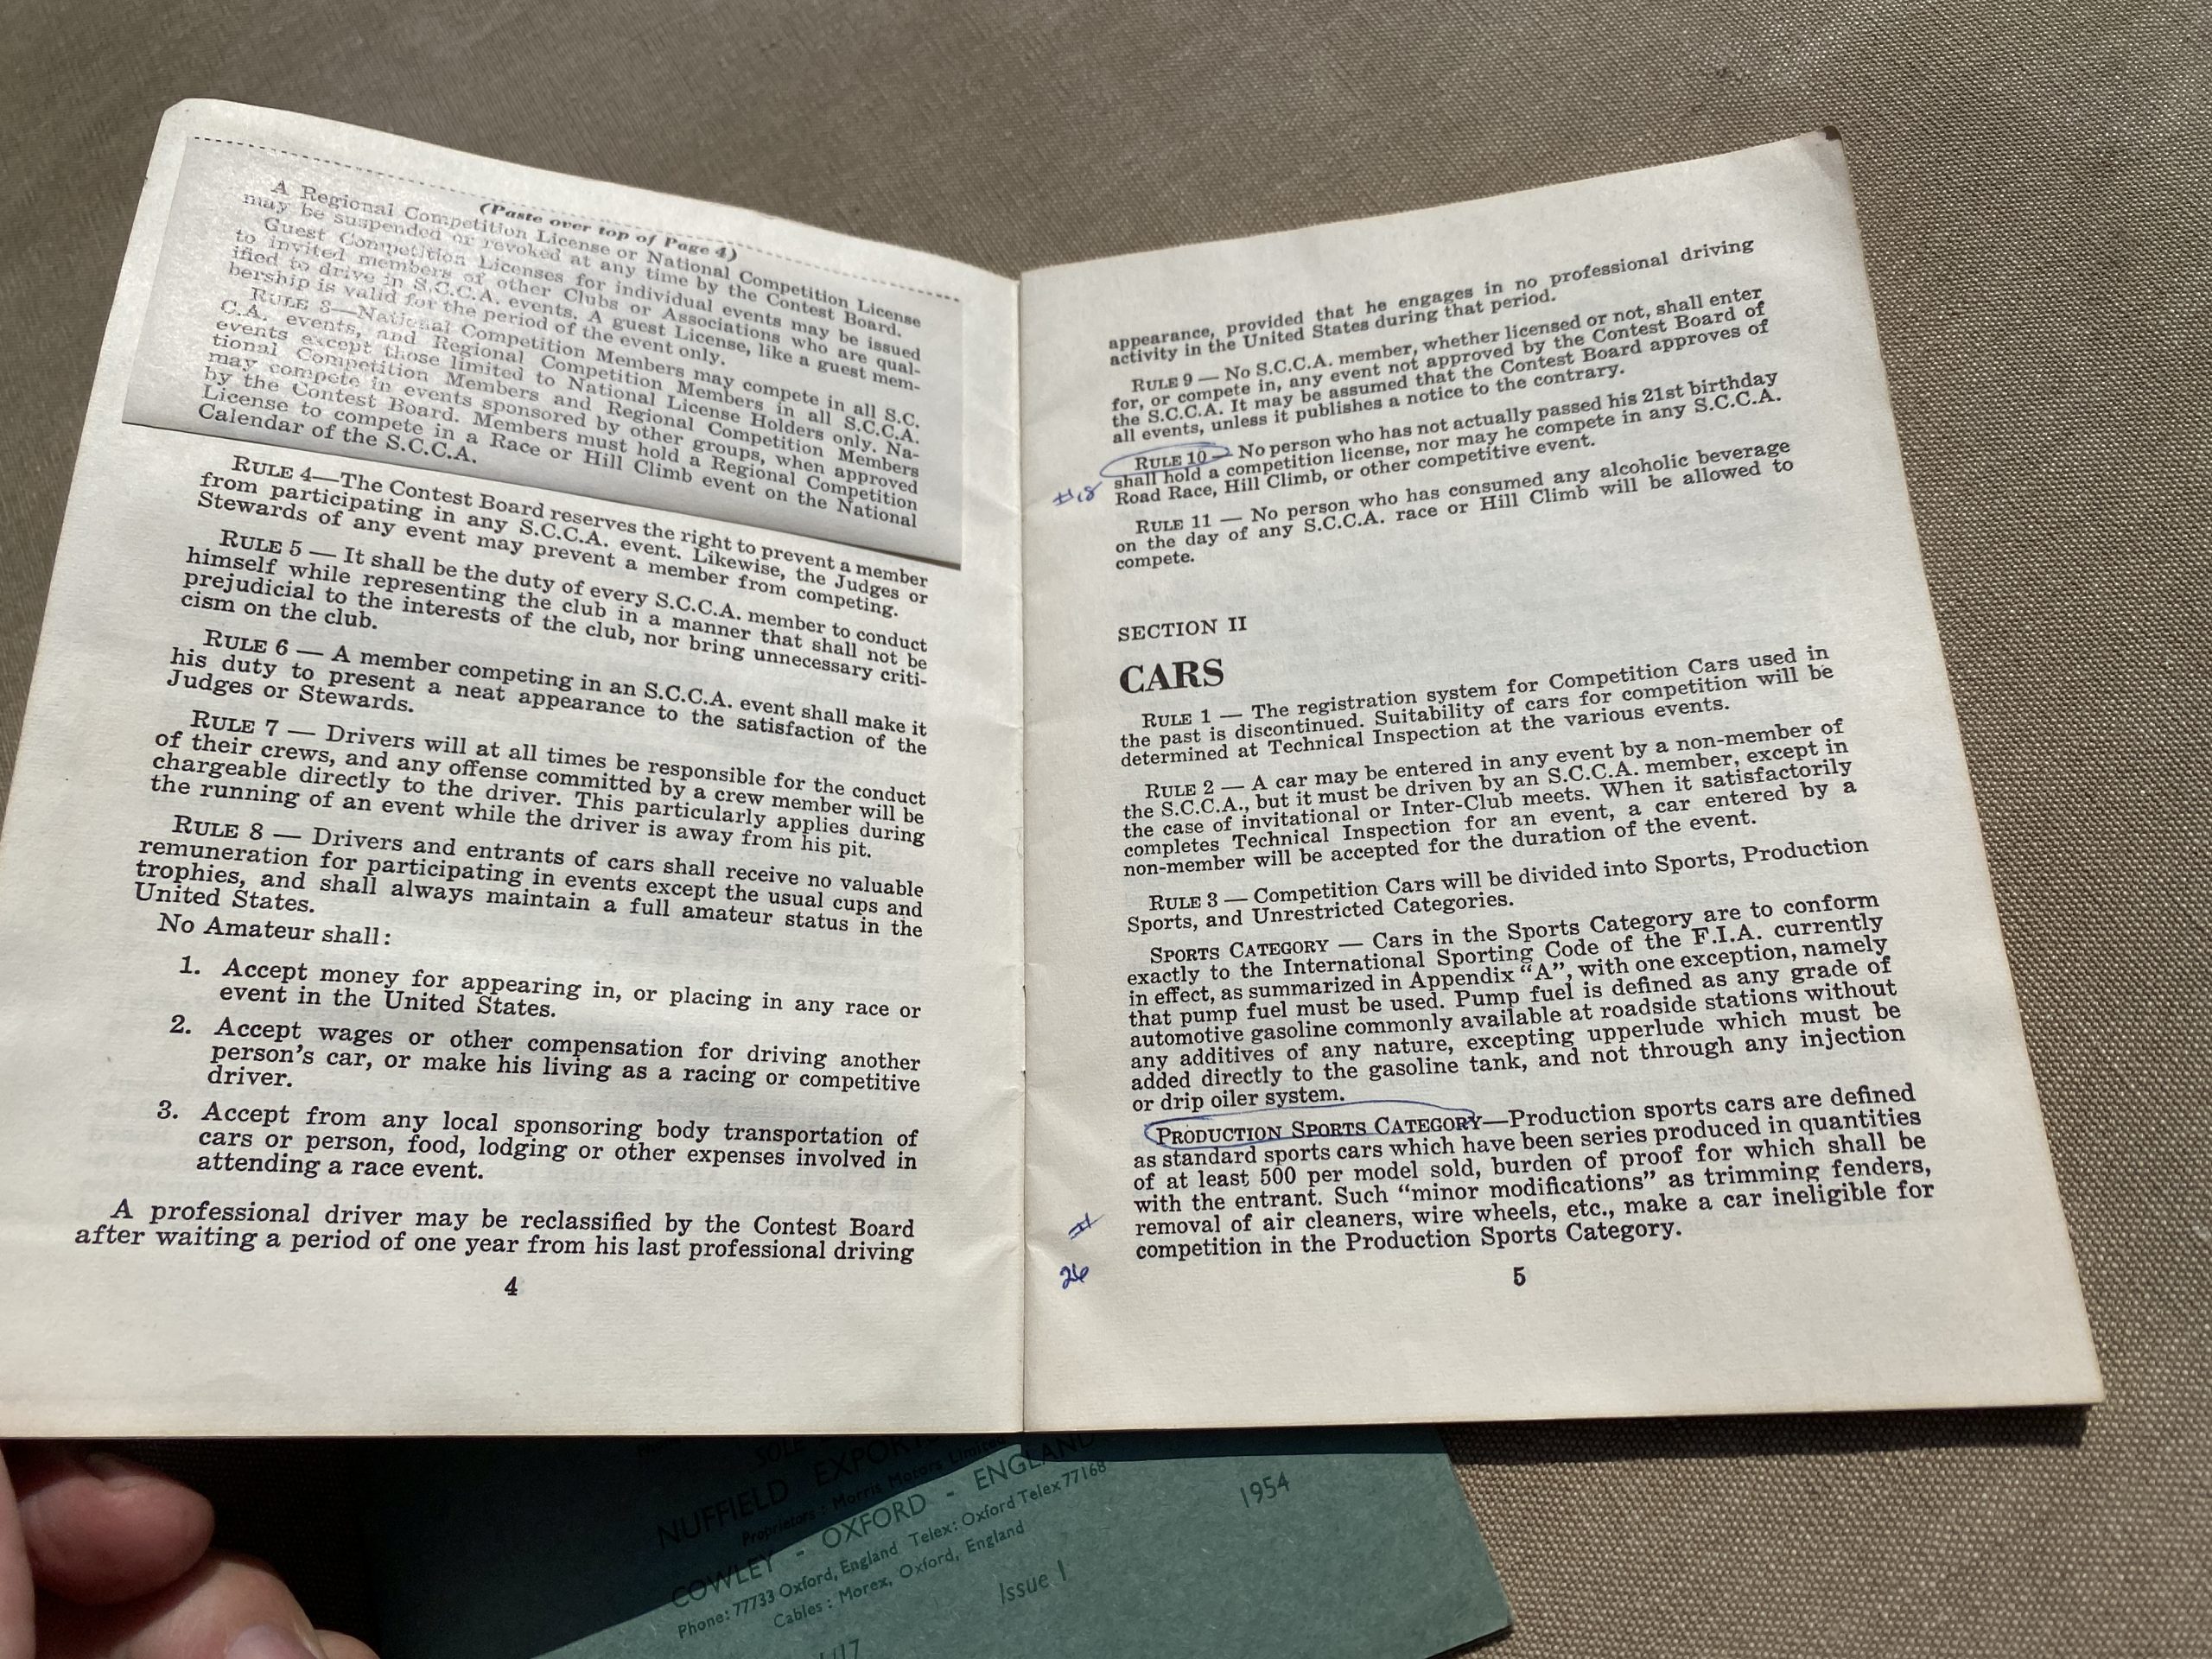 (Paste over top of Page 4)
A Regional Competition License or National Competition License
may be suspended or revoked at any time by the Contest Board.
Guest Competition Licenses for individual events may be issued
to invited members of other Clubs or Associations who are qual-
ified to drive in S.C.C.A. events. A guest License, like a guest mem-
bership is valid for the period of the event only.
RULE 3—National Competition Members may compete in all S.C.
C.A. events, and Regional Competition Members in all S.C.C.A.
events except those limited to National License Holders only. Na-
tional Competition Members and Regional Competition Members
may compete in events sponsored by other groups, when approved
by the Contest Board. Members must hold a Regional Competition
License to compete in a Race or Hill Climb event on the National
Calendar of the S.C.C.A.
RULE 4—The Contest Board reserves the right to prevent a member
from participating in any S.C.C.A. event. Likewise, the Judges or
Stewards of any event may prevent a member from competing.
RULE 5 — It shall be the duty of every S.C.C.A. member to conduct
himself while representing the club in a manner that shall not be
prejudicial to the interests of the club, nor bring unnecessary criti-
cism on the club.
RULE 6 — A member competing in an S.C.C.A. event shall make it
his duty to present a neat appearance to the satisfaction of the
Judges or Stewards.
RULE 7 — Drivers will at all times be responsible for the conduct
of their crews, and any offense committed by a crew member will be
chargeable directly to the driver. This particularly applies during
the running of an event while the driver is away from his pit.
RULE 8 — Drivers and entrants of cars shall receive no valuable
remuneration for participating in events except the usual cups and
trophies, and shall always maintain a full amateur status in the
United States.
No Amateur shall:
1. Accept money for appearing in, or placing in any race or
event in the United States.
2. Accept wages or other compensation for driving another
person's car, or make his living as a racing or competitive
driver.
3. Accept from any local sponsoring body transportation of
cars or person, food, lodging or other expenses involved in
attending a race event.
A professional driver may be reclassified by the Contest Board
after waiting a period of one year from his last professional driving
4
appearance, provided that he engages in no professional driving
activity in the United States during that period.
RULE 9 — No S.C.C.A. member, whether licensed or not, shall enter
for, or compete in, any event not approved by the Contest Board of
the S.C.C.A. It may be assumed that the Contest Board approves of
all events, unless it publishes a notice to the contrary.
RULE 10 — No person who has not actually passed his 21st birthday
shall hold a competition license, nor may he compete in any S.C.C.A.
Road Race, Hill Climb, or other competitive event.
RULE 11 — No person who has consumed any alcoholic beverage
on the day of any S.C.C.A. race or Hill Climb will be allowed to
compete.
SECTION II
CARS
RULE 1 — The registration system for Competition Cars used in
the past is discontinued. Suitability of cars for competition will be
determined at Technical Inspection at the various events.
RULE 2 — A car may be entered in any event by a non-member of
the S.C.C.A., but it must be driven by an S.C.C.A. member, except in
the case of invitational or Inter-Club meets. When it satisfactorily
completes Technical Inspection for an event, a car entered by a
non-member will be accepted for the duration of the event.
RULE 3 — Competition Cars will be divided into Sports, Production
Sports, and Unrestricted Categories.
SPORTS CATEGORY — Cars in the Sports Category are to conform
exactly to the International Sporting Code of the F.I.A. currently
in effect, as summarized in Appendix “A”, with one exception, namely
that pump fuel must be used. Pump fuel is defined as any grade of
automotive gasoline commonly available at roadside stations without
any additives of any nature, excepting upperlude which must be
added directly to the gasoline tank, and not through any injection
or drip oiler system.
PRODUCTION SPORTS CATEGORY—Production sports cars are defined
as standard sports cars which have been series produced in quantities
of at least 500 per model sold, burden of proof for which shall be
with the entrant. Such “minor modifications” as trimming fenders,
removal of air cleaners, wire wheels, etc., make a car ineligible for
competition in the Production Sports Category.
#
26
5
SOLE
NUFFIELD EXPOR
Proprietors: Morris Motors Limited
COWLEY - OXFORD - ENGLAND
Phone: 77733 Oxford, England Telex: Oxford Telex 77168
Cables: Morex, Oxford, England
Issue 1
1954